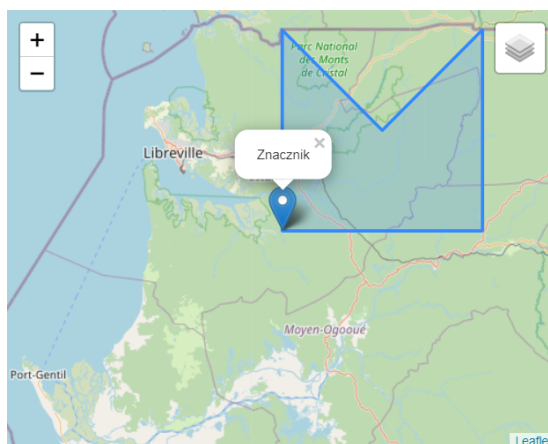 +
−
Parc National
des Monts
de Cristal
Libreville
Znacznik
×
Moyen-Ogooué
Port-Gentil
Leafle